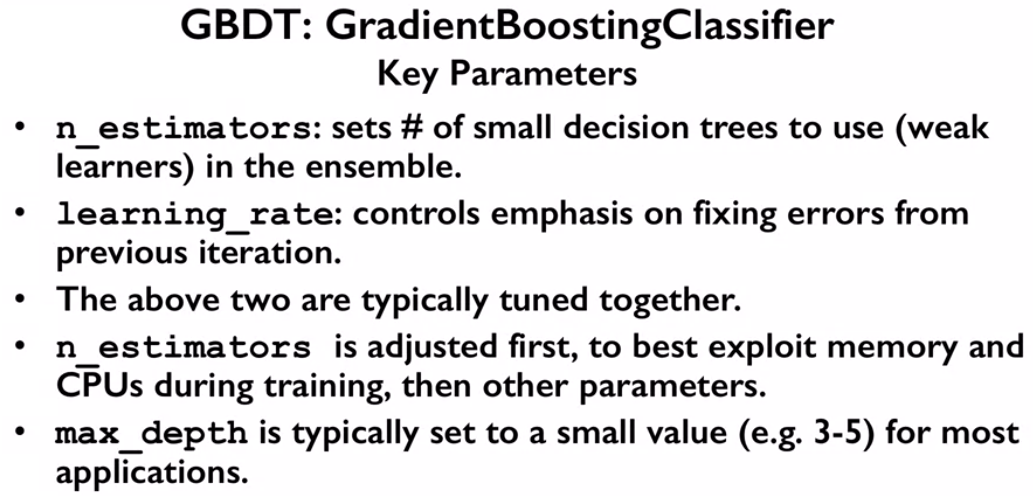 GBDT: GradientBoostingClassifier
Key Parameters
• n_estimators: sets # of small decision trees to use (weak
learners) in the ensemble.
• learning_rate: controls emphasis on fixing errors from
previous iteration.
• The above two are typically tuned together.
• n_estimators is adjusted first, to best exploit memory and
CPUs during training, then other parameters.
• max_depth is typically set to a small value (e.g. 3-5) for most
applications.